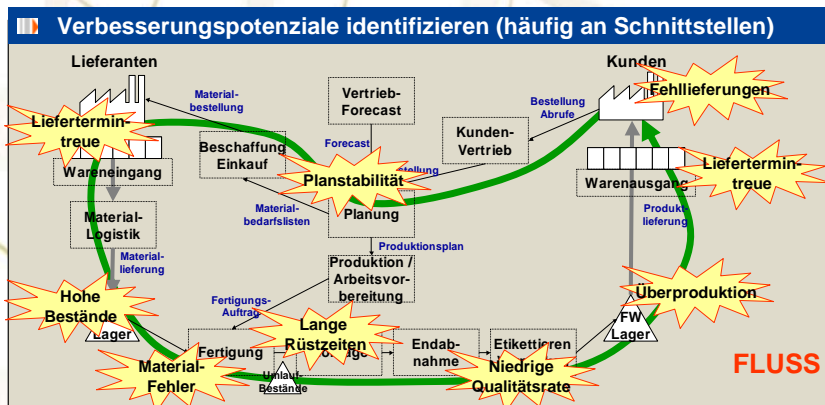 Verbesserungspotenziale identifizieren (häufig an Schnittstellen)
Lieferanten
Kunden
Material-
bestellung
Vertrieb-
Forecast
Bestellung
Abrufe
Fehllieferungen
Liefertermin-
treue
Beschaffung
Einkauf
Forecast
Kunden-
Vertrieb
Wareneingang
Planstabilität
Warenausgang
Liefertermin-
treue
Material-
Logistik
Material-
bedarfslisten
Planung
Produkt-
lieferung
Produktionsplan
Material-
lieferung
Produktion /
Arbeitsvor-
bereitung
Hohe
Bestände
Lager
Fertigungs-
Auftrag
Lange
Rüstzeiten
Überproduktion
FW
Lager
Fertigung
Endab-
nahme
Etikettieren
Material-
Fehler
Umlauf-
Bestände
Niedrige
Qualitätsrate
FLUSS